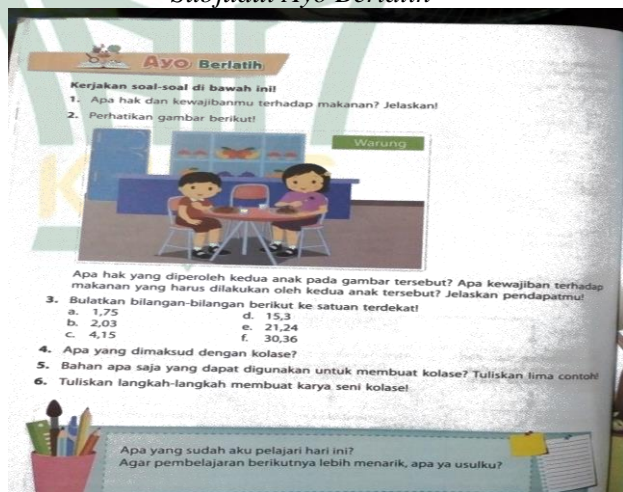 Subjudul Ayo Berlatih
Ayo Berlatih
Kerjakan soal-soal di bawah ini!
1. Apa hak dan kewajibanmu terhadap makanan? Jelaskan!
2. Perhatikan gambar berikut!
Warung
Apa hak yang diperoleh kedua anak pada gambar tersebut? Apa kewajiban terhadap
makanan yang harus dilakukan oleh kedua anak tersebut? Jelaskan pendapatmu!
3. Bulatkan bilangan-bilangan berikut ke satuan terdekat!
a. 1,75 d. 15,3
b. 2,03 e. 21,24
c. 4,15 f. 30,36
4. Apa yang dimaksud dengan kolase?
5. Bahan apa saja yang dapat digunakan untuk membuat kolase? Tuliskan lima contoh!
6. Tuliskan langkah-langkah membuat karya seni kolase!
Apa yang sudah aku pelajari hari ini?
Agar pembelajaran berikutnya lebih menarik, apa ya usulku?